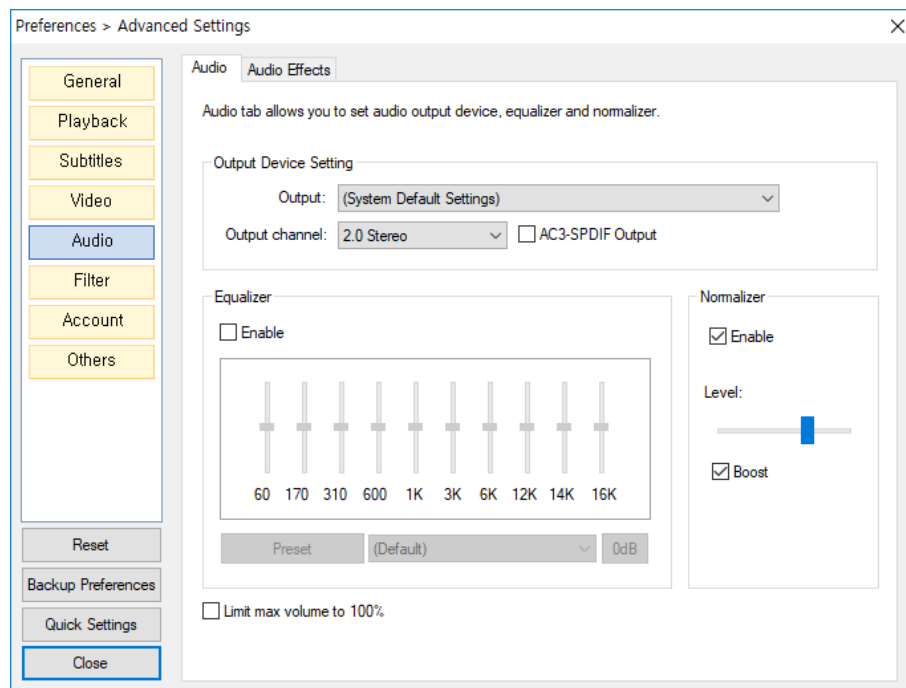 Preferences > Advanced Settings
General
Playback
Subtitles
Video
Audio
Filter
Account
Others
Reset
Backup Preferences
Quick Settings
Close
Audio Audio Effects
Audio tab allows you to set audio output device, equalizer and normalizer.
Output Device Setting
Output: (System Default Settings)
Output channel: 2.0 Stereo AC3-SPDIF Output
Equalizer
Enable
60 170 310 600 1K 3K 6K 12K 14K 16K
Preset (Default) 0dB
Normalizer
Enable
Level:
Boost
Limit max volume to 100%